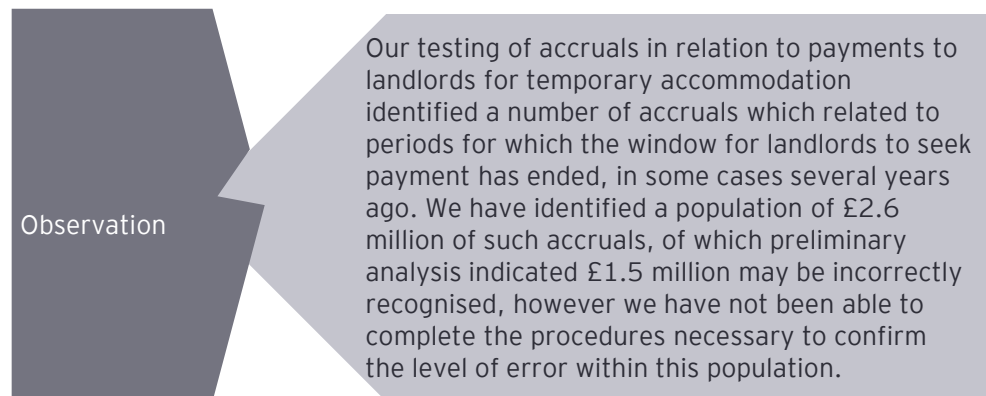 Observation
Our testing of accruals in relation to payments to
landlords for temporary accommodation
identified a number of accruals which related to
periods for which the window for landlords to seek
payment has ended, in some cases several years
ago. We have identified a population of £2.6
million of such accruals, of which preliminary
analysis indicated £1.5 million may be incorrectly
recognised, however we have not been able to
complete the procedures necessary to confirm
the level of error within this population.